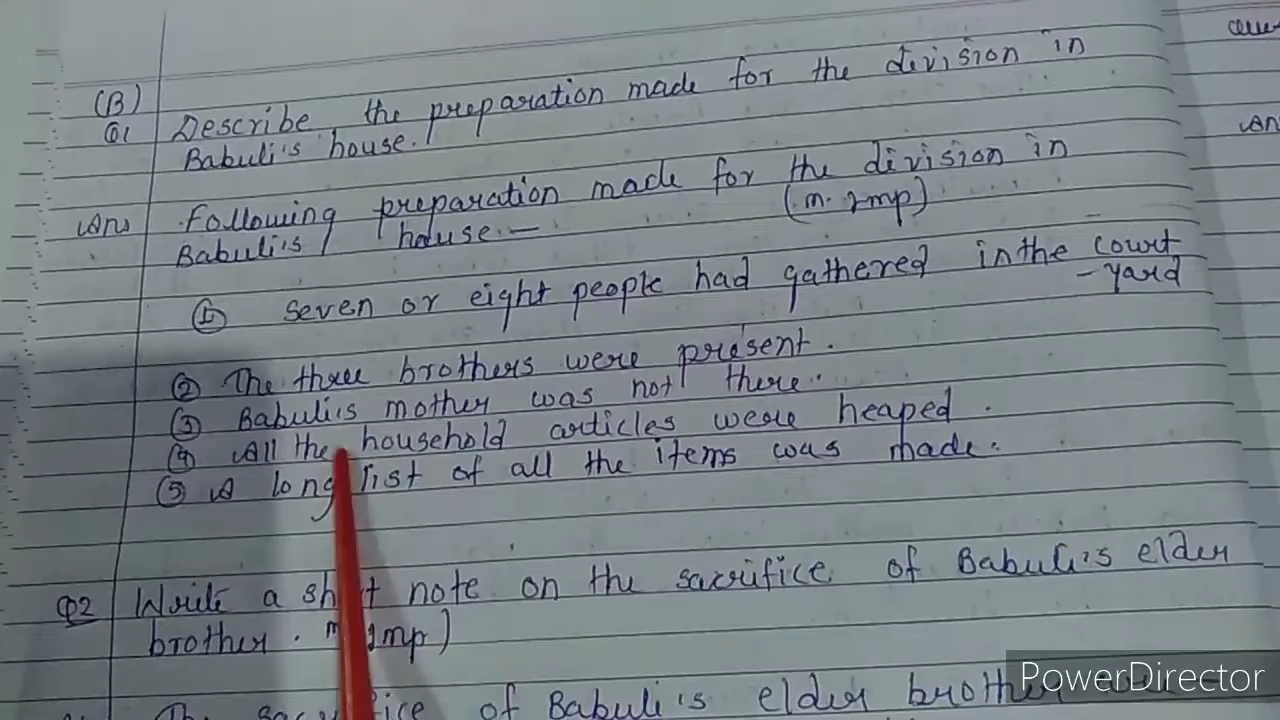 (B)
Q1 Describe the preparation made for the division in
Babuli's house.
Ans Following preparation made for the division in
Babuli's house :- (m. Imp)
① Seven or eight people had gathered in the court
-yard
② The three brothers were present.
③ Babuli's mother was not there.
④ All the household articles were heaped.
⑤ A long list of all the items was made.
Q2 Write a short note on the sacrifice of Babuli's elder
brother. Imp)
The of Babuli's elder brother
An
PowerDirector